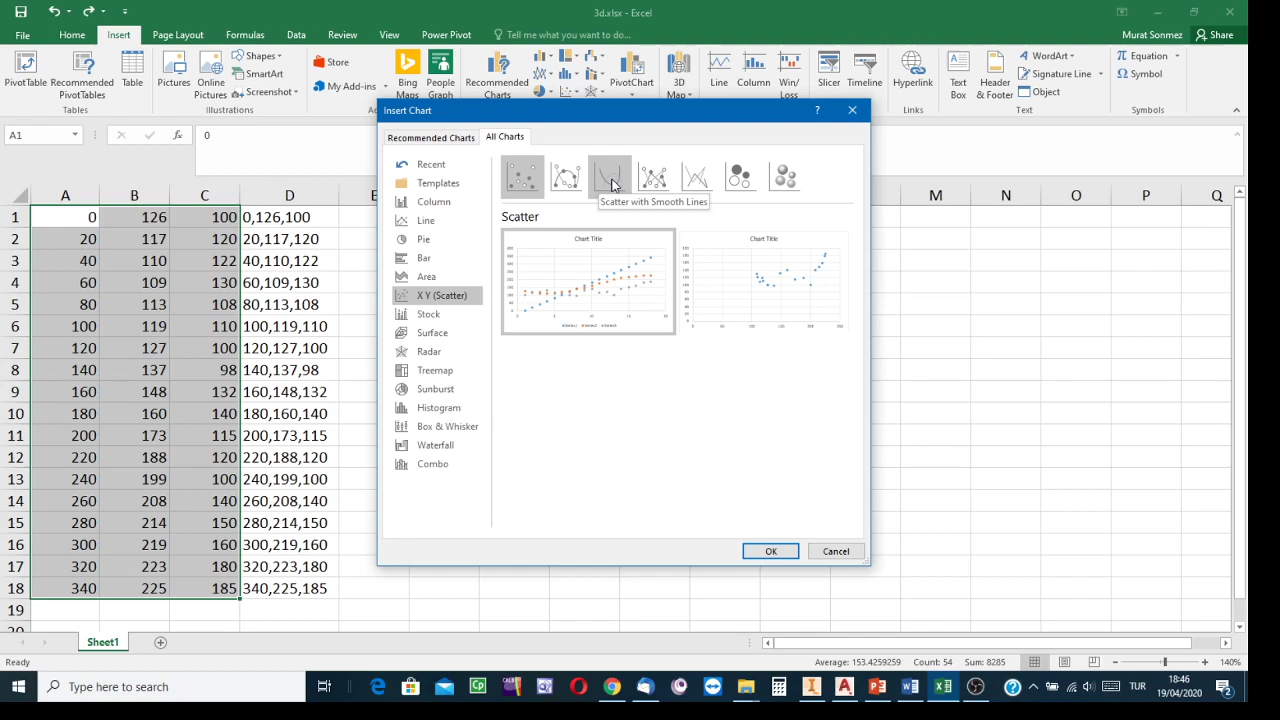 3d.xlsx - Excel
File Home Insert Page Layout Formulas Data Review View Power Pivot Tell me what you want to do... Murat Sonmez Share
PivotTable Recommended PivotTables Table
Tables
Pictures Online Pictures Shapes SmartArt Screenshot
Illustrations
Store
My Add-ins
Bing Maps People Graph
Recommended Charts
PivotChart 3D Map
Line Column Win/ Loss
Slicer Timeline
Hyperlink
Links
Text Box Header & Footer WordArt Signature Line Object
Text
Equation Symbol
Symbols
A1 fx 0
Insert Chart ?
Recommended Charts All Charts
Recent
Templates
Column
Line
Pie
Bar
Area
X Y (Scatter)
Stock
Surface
Radar
Treemap
Sunburst
Histogram
Box & Whisker
Waterfall
Combo
Scatter with Smooth Lines
Scatter
Chart Title
Chart Title
OK Cancel
A B C D E M N O P Q
1 0 126 100 0,126,100
2 20 117 120 20,117,120
3 40 110 122 40,110,122
4 60 109 130 60,109,130
5 80 113 108 80,113,108
6 100 119 110 100,119,110
7 120 127 100 120,127,100
8 140 137 98 140,137,98
9 160 148 132 160,148,132
10 180 160 140 180,160,140
11 200 173 115 200,173,115
12 220 188 120 220,188,120
13 240 199 100 240,199,100
14 260 208 140 260,208,140
15 280 214 150 280,214,150
16 300 219 160 300,219,160
17 320 223 180 320,223,180
18 340 225 185 340,225,185
19
Sheet1
Ready Average: 153.4259259 Count: 54 Sum: 8285 140%
Type here to search
TUR 18:46
19/04/2020 2